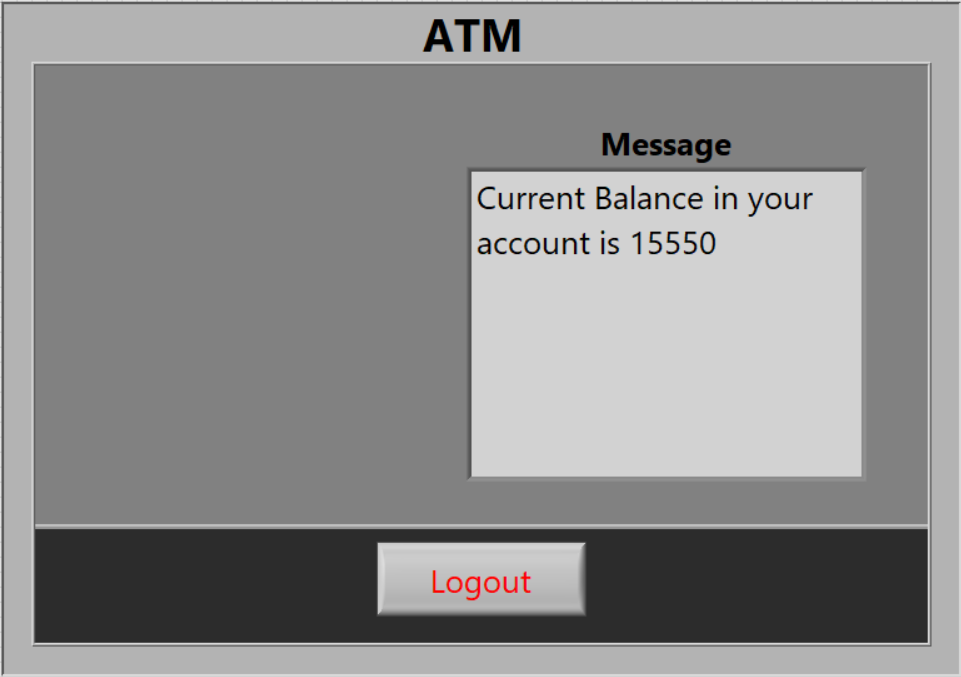 ATM
Message
Current Balance in your
account is 15550
Logout